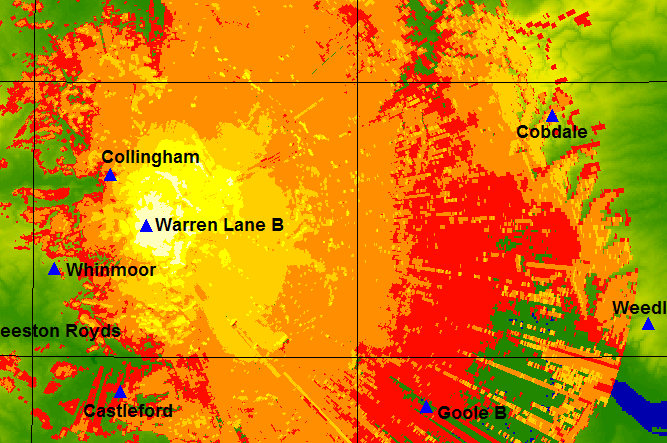 Cobdale
Collingham
Warren Lane B
Whinmoor
Weedl
eeston Royds
Castleford
Goole B